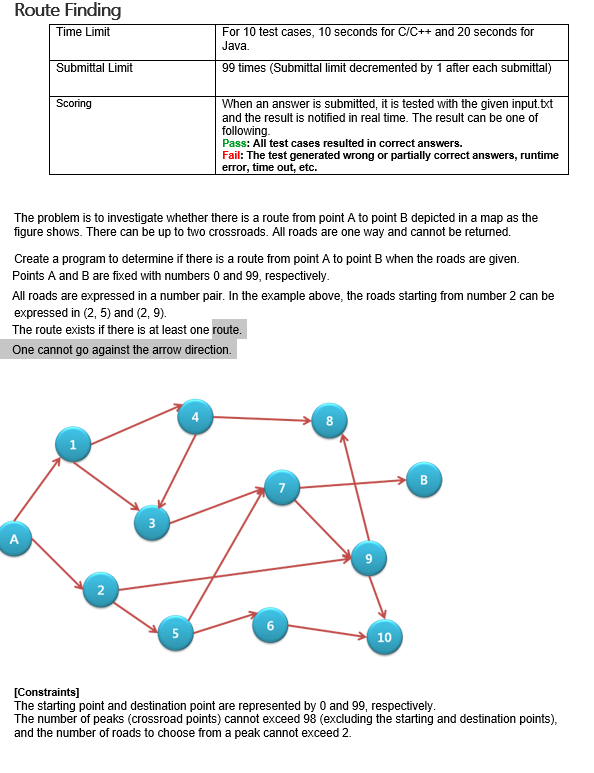 Route Finding
Time Limit
For 10 test cases, 10 seconds for C/C++ and 20 seconds for
Java.
Submittal Limit
99 times (Submittal limit decremented by 1 after each submittal)
Scoring
When an answer is submitted, it is tested with the given input.txt
and the result is notified in real time. The result can be one of
following.
Pass: All test cases resulted in correct answers.
Fail: The test generated wrong or partially correct answers, runtime
error, time out, etc.
The problem is to investigate whether there is a route from point A to point B depicted in a map as the
figure shows. There can be up to two crossroads. All roads are one way and cannot be returned.
Create a program to determine if there is a route from point A to point B when the roads are given.
Points A and B are fixed with numbers 0 and 99, respectively.
All roads are expressed in a number pair. In the example above, the roads starting from number 2 can be
expressed in (2, 5) and (2, 9).
The route exists if there is at least one route.
One cannot go against the arrow direction.
4
8
1
7
B
3
A
9
2
6
5
10
[Constraints]
The starting point and destination point are represented by 0 and 99, respectively.
The number of peaks (crossroad points) cannot exceed 98 (excluding the starting and destination points),
and the number of roads to choose from a peak cannot exceed 2.